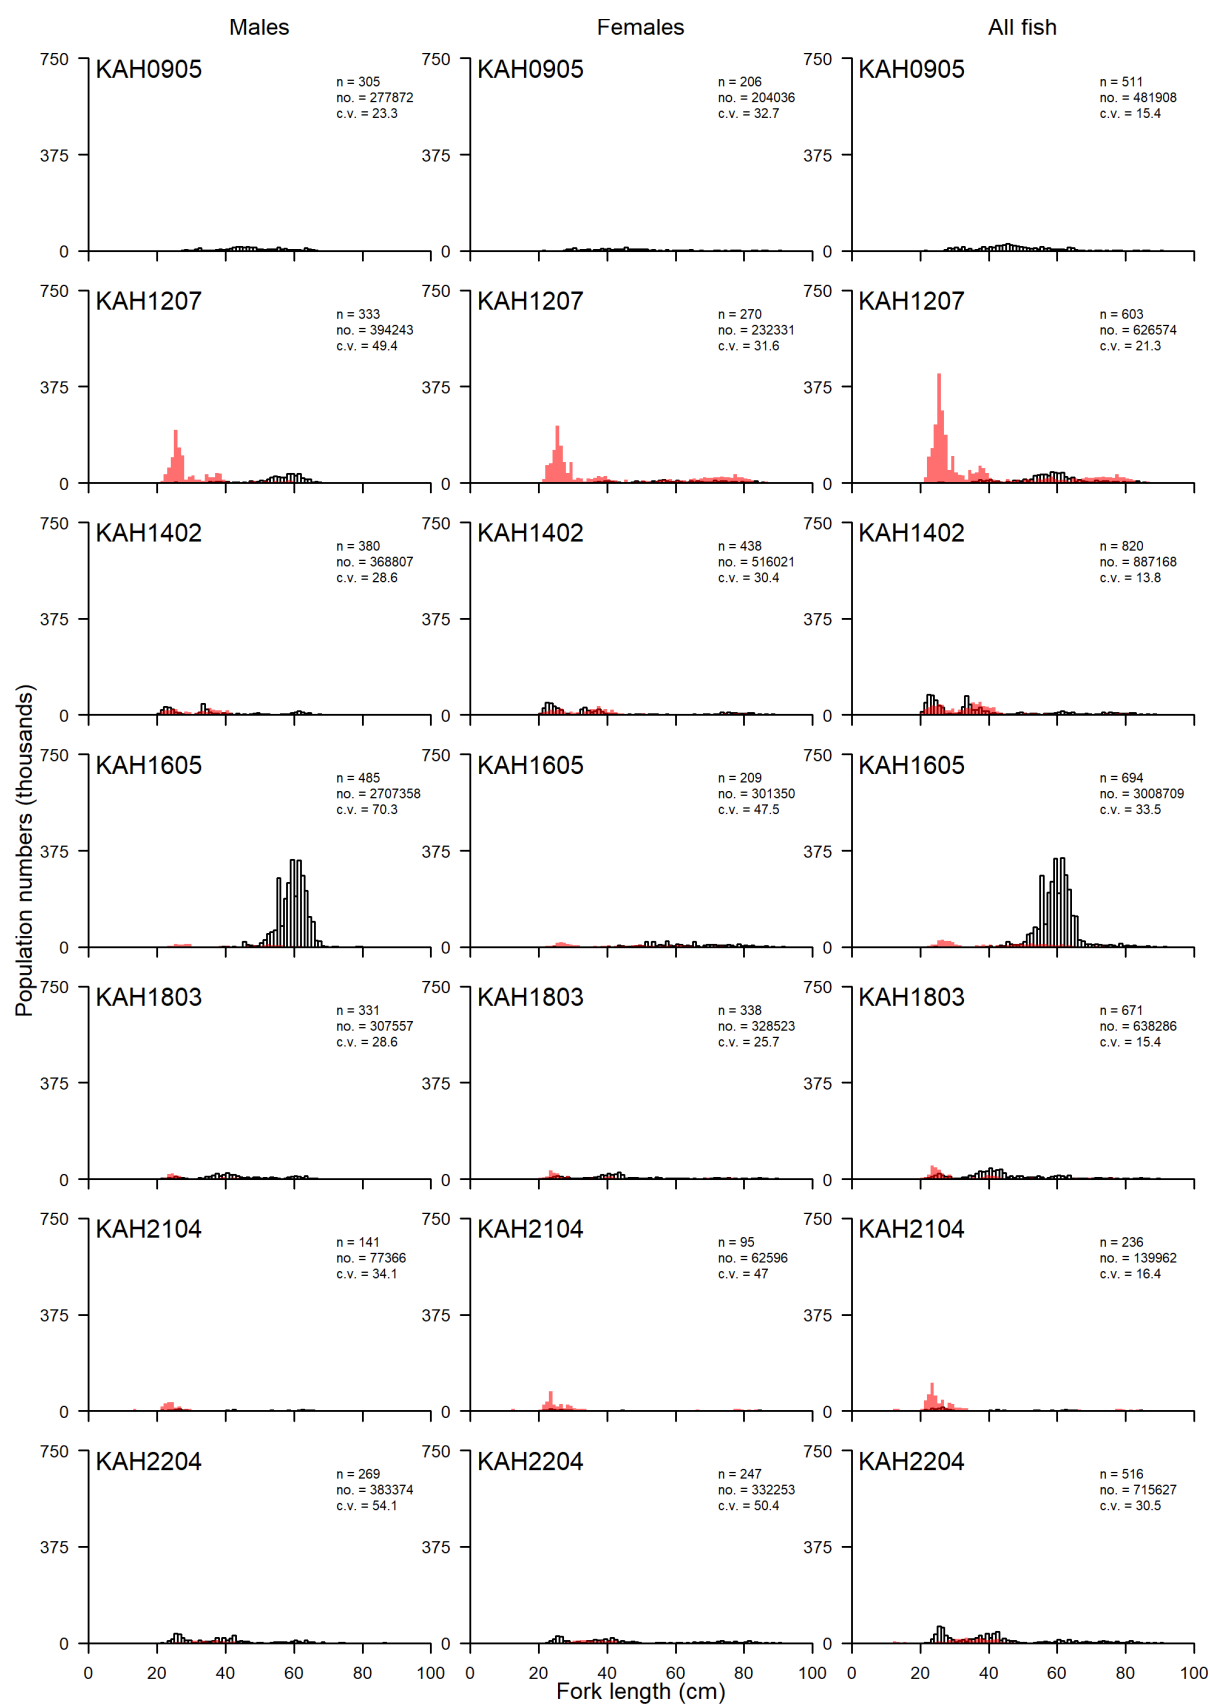 Males Females All fish
Population numbers (thousands)
750 KAH0905 n = 305 750 KAH0905 n = 206 750 KAH0905 n = 511
no. = 277872 no. = 204036 no. = 481908
c.v. = 23.3 c.v. = 32.7 c.v. = 15.4
375 375 375
0 0 0
750 KAH1207 n = 333 750 KAH1207 n = 270 750 KAH1207 n = 603
no. = 394243 no. = 232331 no. = 626574
c.v. = 49.4 c.v. = 31.6 c.v. = 21.3
375 375 375
0 0 0
750 KAH1402 n = 380 750 KAH1402 n = 438 750 KAH1402 n = 820
no. = 368807 no. = 516021 no. = 887168
c.v. = 28.6 c.v. = 30.4 c.v. = 13.8
375 375 375
0 0 0
750 KAH1605 n = 485 750 KAH1605 n = 209 750 KAH1605 n = 694
no. = 2707358 no. = 301350 no. = 3008709
c.v. = 70.3 c.v. = 47.5 c.v. = 33.5
375 375 375
0 0 0
750 KAH1803 n = 331 750 KAH1803 n = 338 750 KAH1803 n = 671
no. = 307557 no. = 328523 no. = 638286
c.v. = 28.6 c.v. = 25.7 c.v. = 15.4
375 375 375
0 0 0
750 KAH2104 n = 141 750 KAH2104 n = 95 750 KAH2104 n = 236
no. = 77366 no. = 62596 no. = 139962
c.v. = 34.1 c.v. = 47 c.v. = 16.4
375 375 375
0 0 0
750 KAH2204 n = 269 750 KAH2204 n = 247 750 KAH2204 n = 516
no. = 383374 no. = 332253 no. = 715627
c.v. = 54.1 c.v. = 50.4 c.v. = 30.5
375 375 375
0 0 0
0 20 40 60 80 100 20 40 60 80 0 20 40 60 80 100
Fork length (cm)